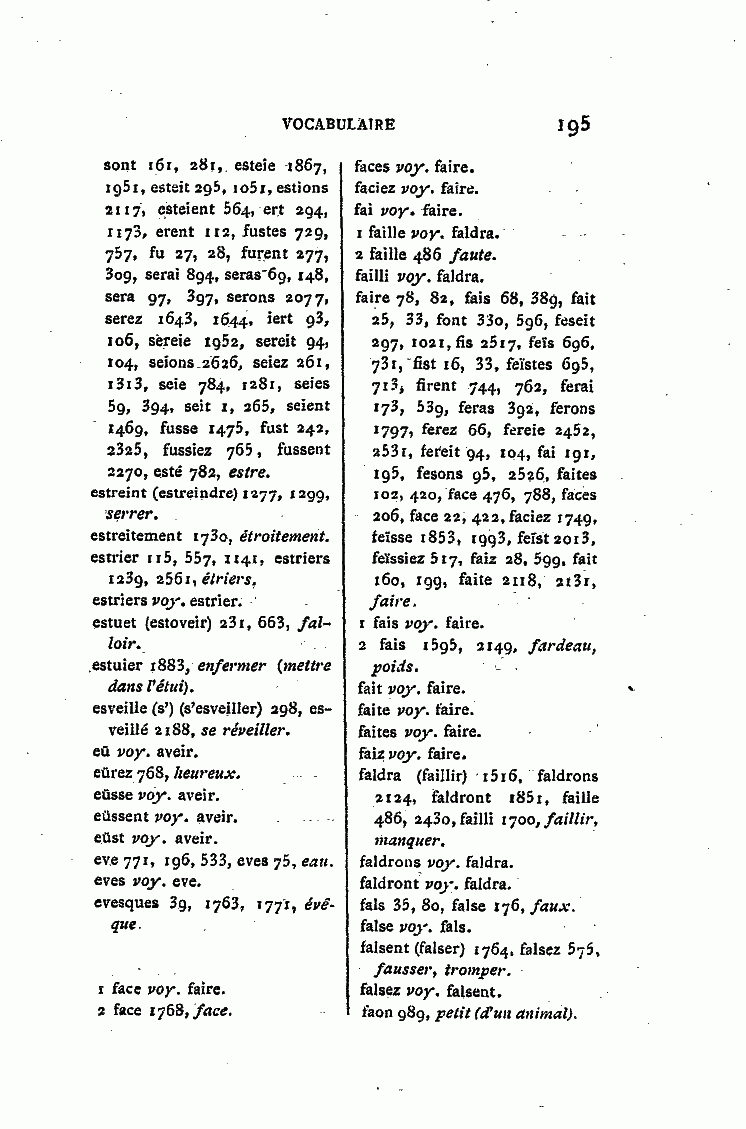 VOCABULAIRE 195
sont 161, 281, esteie 1867,
1951, esteit 295, 1051, estions
2117, esteient 564, ert 294,
1173, erent 112, fustes 729,
757, fu 27, 28, furent 277,
309, serai 894, seras 69, 148,
sera 97, 397, serons 2077,
serez 1643, 1644, iert 93,
106, sereie 1952, sereit 94,
104, seions 2626, seiez 261,
1313, seie 784, 1281, seies
59, 394, seit 1, 265, seient
1469, fusse 1475, fust 242,
2325, fussiez 765, fussent
2270, esté 782, estre.
estreint (estreindre) 1277, 1299,
serrer.
estreitement 1730, étroitement.
estrier 115, 557, 1141, estriers
1239, 2561, étriers.
estriers voy. estrier.
estuet (estoveir) 231, 663, fal-
loir.
estuier 1883, enfermer (mettre
dans l'étui).
esveille (s') (s'esveiller) 298, es-
veillé 2188, se réveiller.
eü voy. aveir.
eürez 768, heureux.
eüsse voy. aveir.
eüssent voy. aveir.
eüst voy. aveir.
eve 771, 196, 533, eves 75, eau.
eves voy. eve.
evesques 39, 1763, 1771, évê-
que.
1 face voy. faire.
2 face 1768, face.
faces voy. faire.
faciez voy. faire.
fai voy. faire.
1 faille voy. faldra.
2 faille 486 faute.
failli voy. faldra.
faire 78, 82, fais 68, 389, fait
25, 33, font 330, 596, feseit
297, 1021, fis 2517, feïs 696,
731, fist 16, 33, feïstes 695,
713, firent 744, 762, ferai
173, 539, feras 392, ferons
1797, ferez 66, fereie 2452,
2531, fereit 94, 104, fai 191,
195, fesons 95, 2526, faites
102, 420, face 476, 788, faces
206, face 22, 422, faciez 1749,
feïsse 1853, 1993, feïst 2013,
feïssiez 517, faiz 28, 599, fait
160, 199, faite 2118, 2131,
faire.
1 fais voy. faire.
2 fais 1595, 2149, fardeau,
poids.
fait voy. faire.
faite voy. faire.
faites voy. faire.
faiz voy. faire.
faldra (faillir) 1516, faldrons
2124, faldront 1851, faille
486, 2430, failli 1700, faillir,
manquer.
faldrons voy. faldra.
faldront voy. faldra.
fals 35, 80, false 176, faux.
false voy. fals.
falsent (falser) 1764, falsez 575,
fausser, tromper.
falsez voy. falsent.
faon 989, petit (d'un animal).